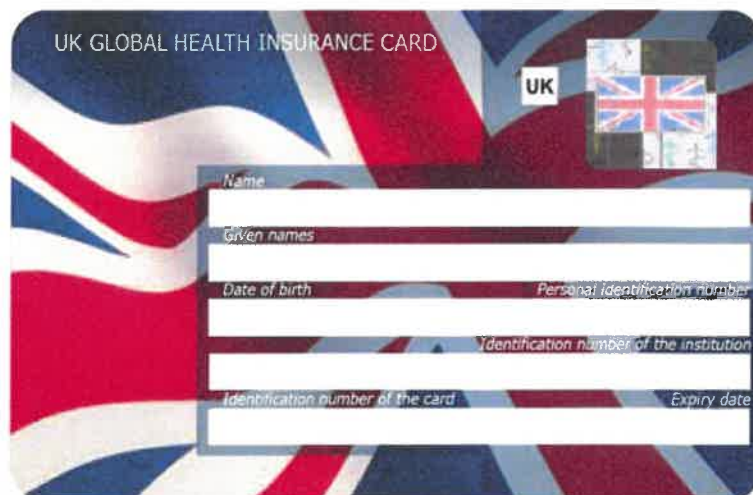 UK GLOBAL HEALTH INSURANCE CARD
UK
Name
Given names
Date of birth Personal identification number
Identification number of the institution
Identification number of the card Expiry date